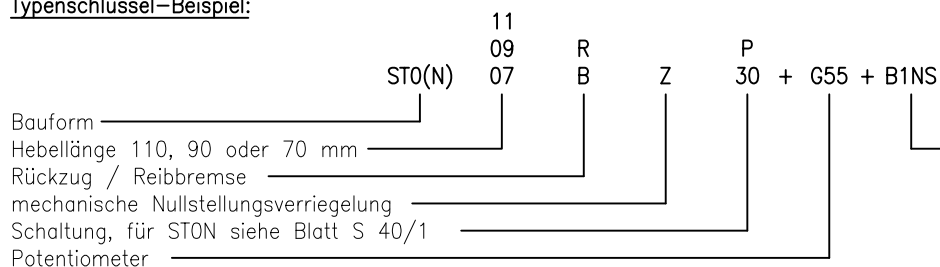 Typenschlüssel-Beispiel:
11
09 R P
ST0(N) 07 B Z 30 + G55 + B1NS
Bauform
Hebellänge 110, 90 oder 70 mm
Rückzug / Reibbremse
mechanische Nullstellungsverriegelung
Schaltung, für ST0N siehe Blatt S 40/1
Potentiometer